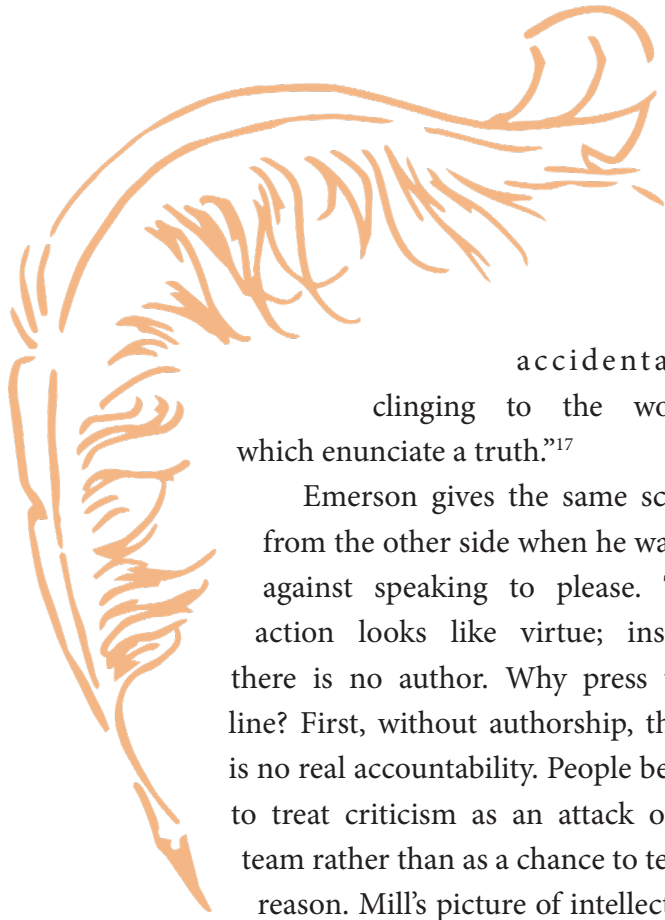 accidenta
clinging to the wo
which enunciate a truth.”17
Emerson gives the same sc
from the other side when he wa
against speaking to please.
action looks like virtue; ins
there is no author. Why press
line? First, without authorship, th
is no real accountability. People be
to treat criticism as an attack o
team rather than as a chance to te
reason. Mill’s picture of intellect